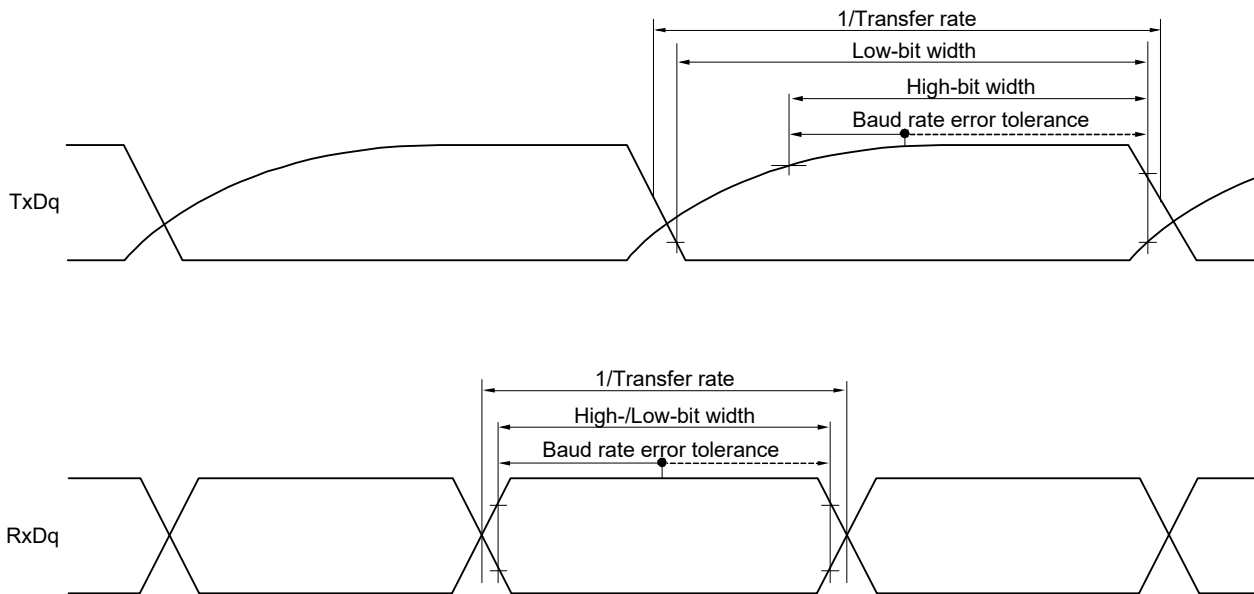 1/Transfer rate
Low-bit width
High-bit width
Baud rate error tolerance
TxDq
1/Transfer rate
High-/Low-bit width
Baud rate error tolerance
RxDq